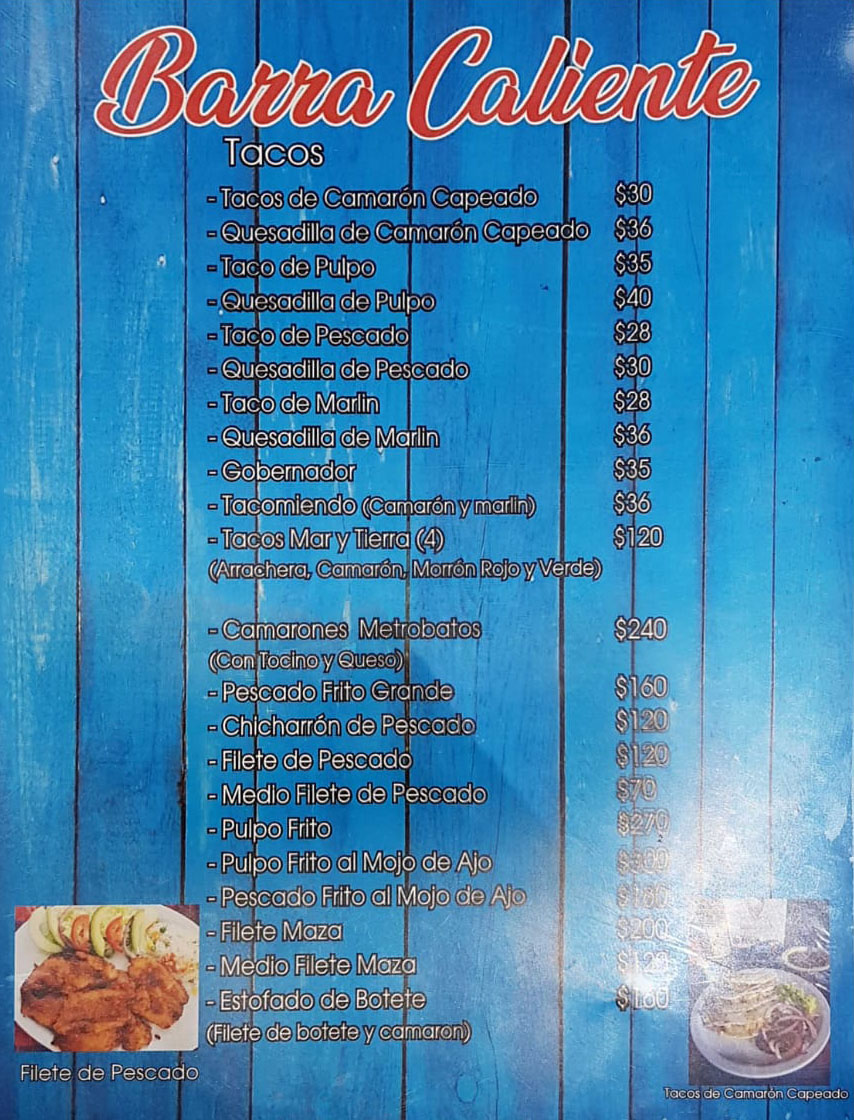 Barra Caliente
Tacos
- Tacos de Camarón Capeado $30
- Quesadilla de Camarón Capeado $36
- Taco de Pulpo $35
- Quesadilla de Pulpo $40
- Taco de Pescado $28
- Quesadilla de Pescado $30
- Taco de Marlin $28
- Quesadilla de Marlin $36
- Gobernador $35
- Tacomiendo (Camarón y marlin) $36
- Tacos Mar y Tierra (4) $120
(Arrachera, Camarón, Morrón Rojo y Verde)
- Camarones Metrobatos $240
(Con Tocino y Queso)
- Pescado Frito Grande $160
- Chicharrón de Pescado $120
- Filete de Pescado $120
- Medio Filete de Pescado $70
- Pulpo Frito $270
- Pulpo Frito al Mojo de Ajo $300
- Pescado Frito al Mojo de Ajo $180
- Filete Maza $200
- Medio Filete Maza $120
- Estofado de Botete $160
(Filete de botete y camaron)
Filete de Pescado
Tacos de Camarón Capeado